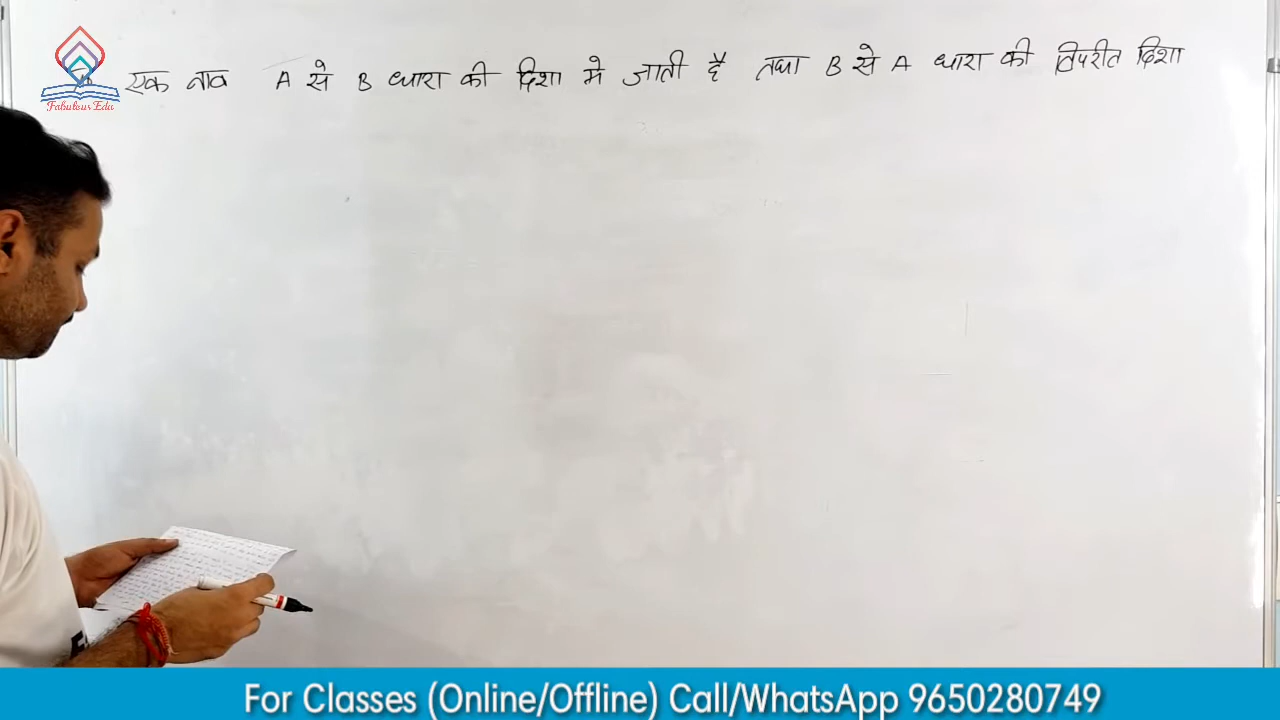 एक नाव A से B धारा की दिशा मे जाती है तथा B से A धारा की विपरीत दिशा
Fabulous Edu
For Classes (Online/Offline) Call/WhatsApp 9650280749